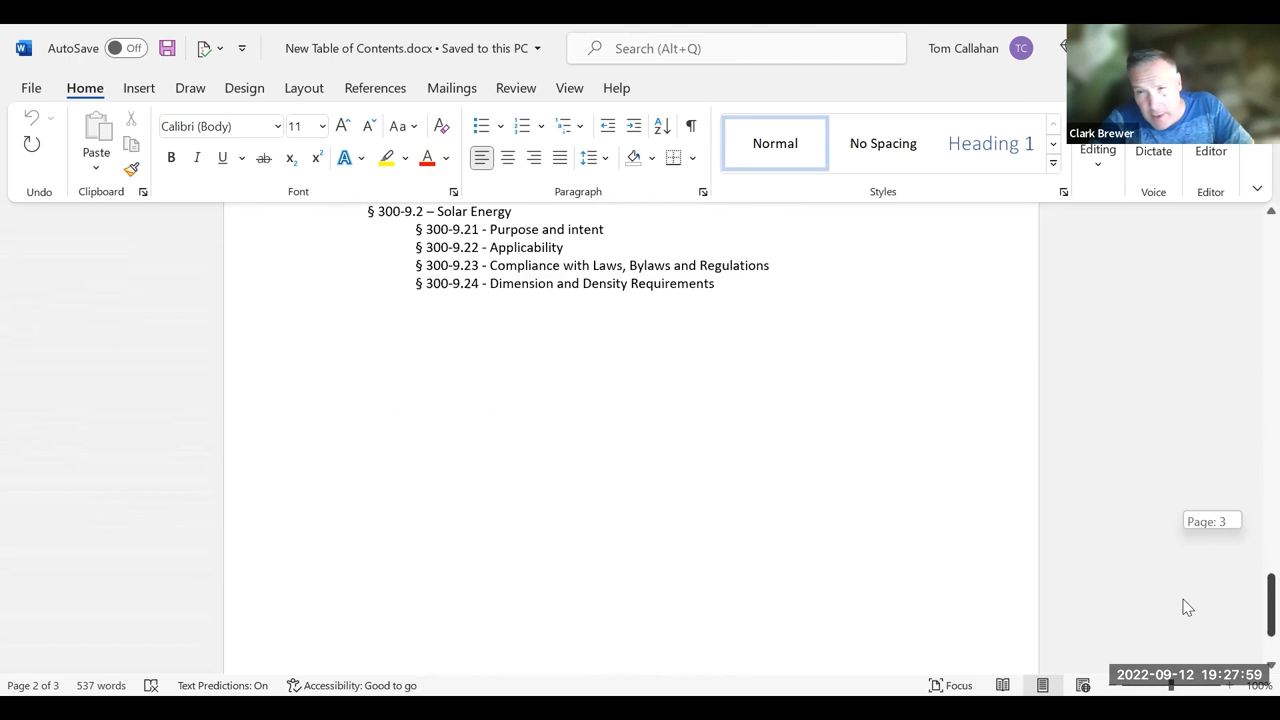 AutoSave Off New Table of Contents.docx • Saved to this PC Search (Alt+Q) Tom Callahan TC
File Home Insert Draw Design Layout References Mailings Review View Help
Clark Brewer
Paste Calibri (Body) 11 Aa Normal No Spacing Heading 1 Editing Dictate Editor
B I U ab x2 x2 A A
Undo Clipboard Font Paragraph Styles Voice Editor
§ 300-9.2 – Solar Energy
§ 300-9.21 - Purpose and intent
§ 300-9.22 - Applicability
§ 300-9.23 - Compliance with Laws, Bylaws and Regulations
§ 300-9.24 - Dimension and Density Requirements
Page: 3
2022-09-12 19:27:59
Page 2 of 3 537 words Text Predictions: On Accessibility: Good to go Focus 100%